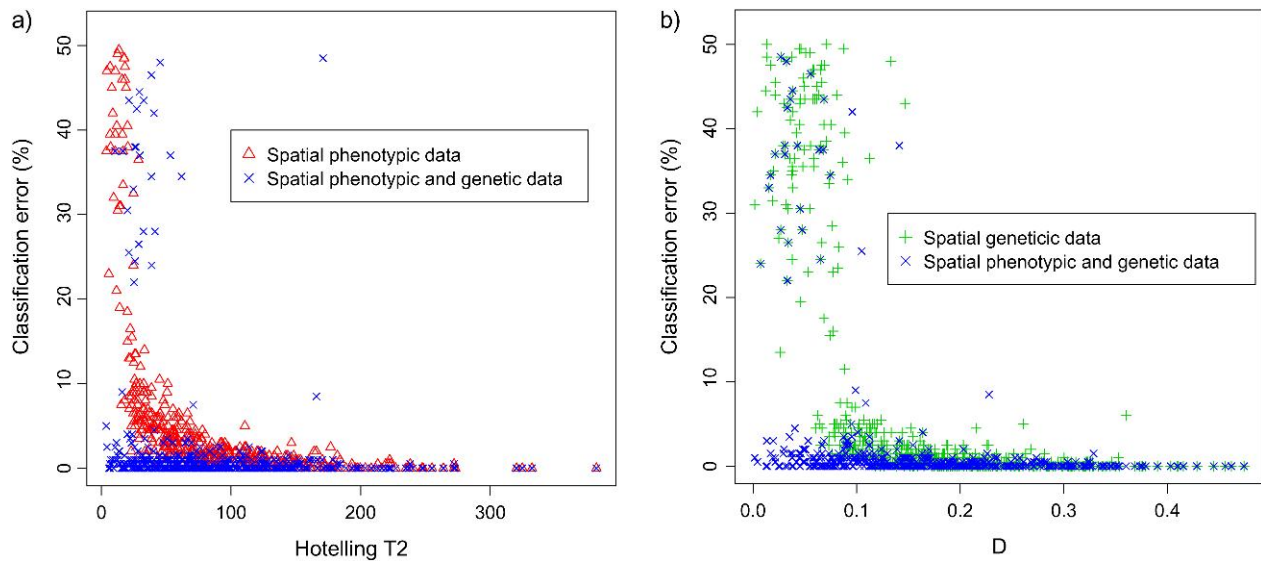 a)
Classification error (%)
50
40
30
20
10
0
0 100 200 300
Hotelling T2
Spatial phenotypic data
Spatial phenotypic and genetic data
b)
Classification error (%)
50
40
30
20
10
0
0.0 0.1 0.2 0.3 0.4
D
Spatial geneticic data
Spatial phenotypic and genetic data